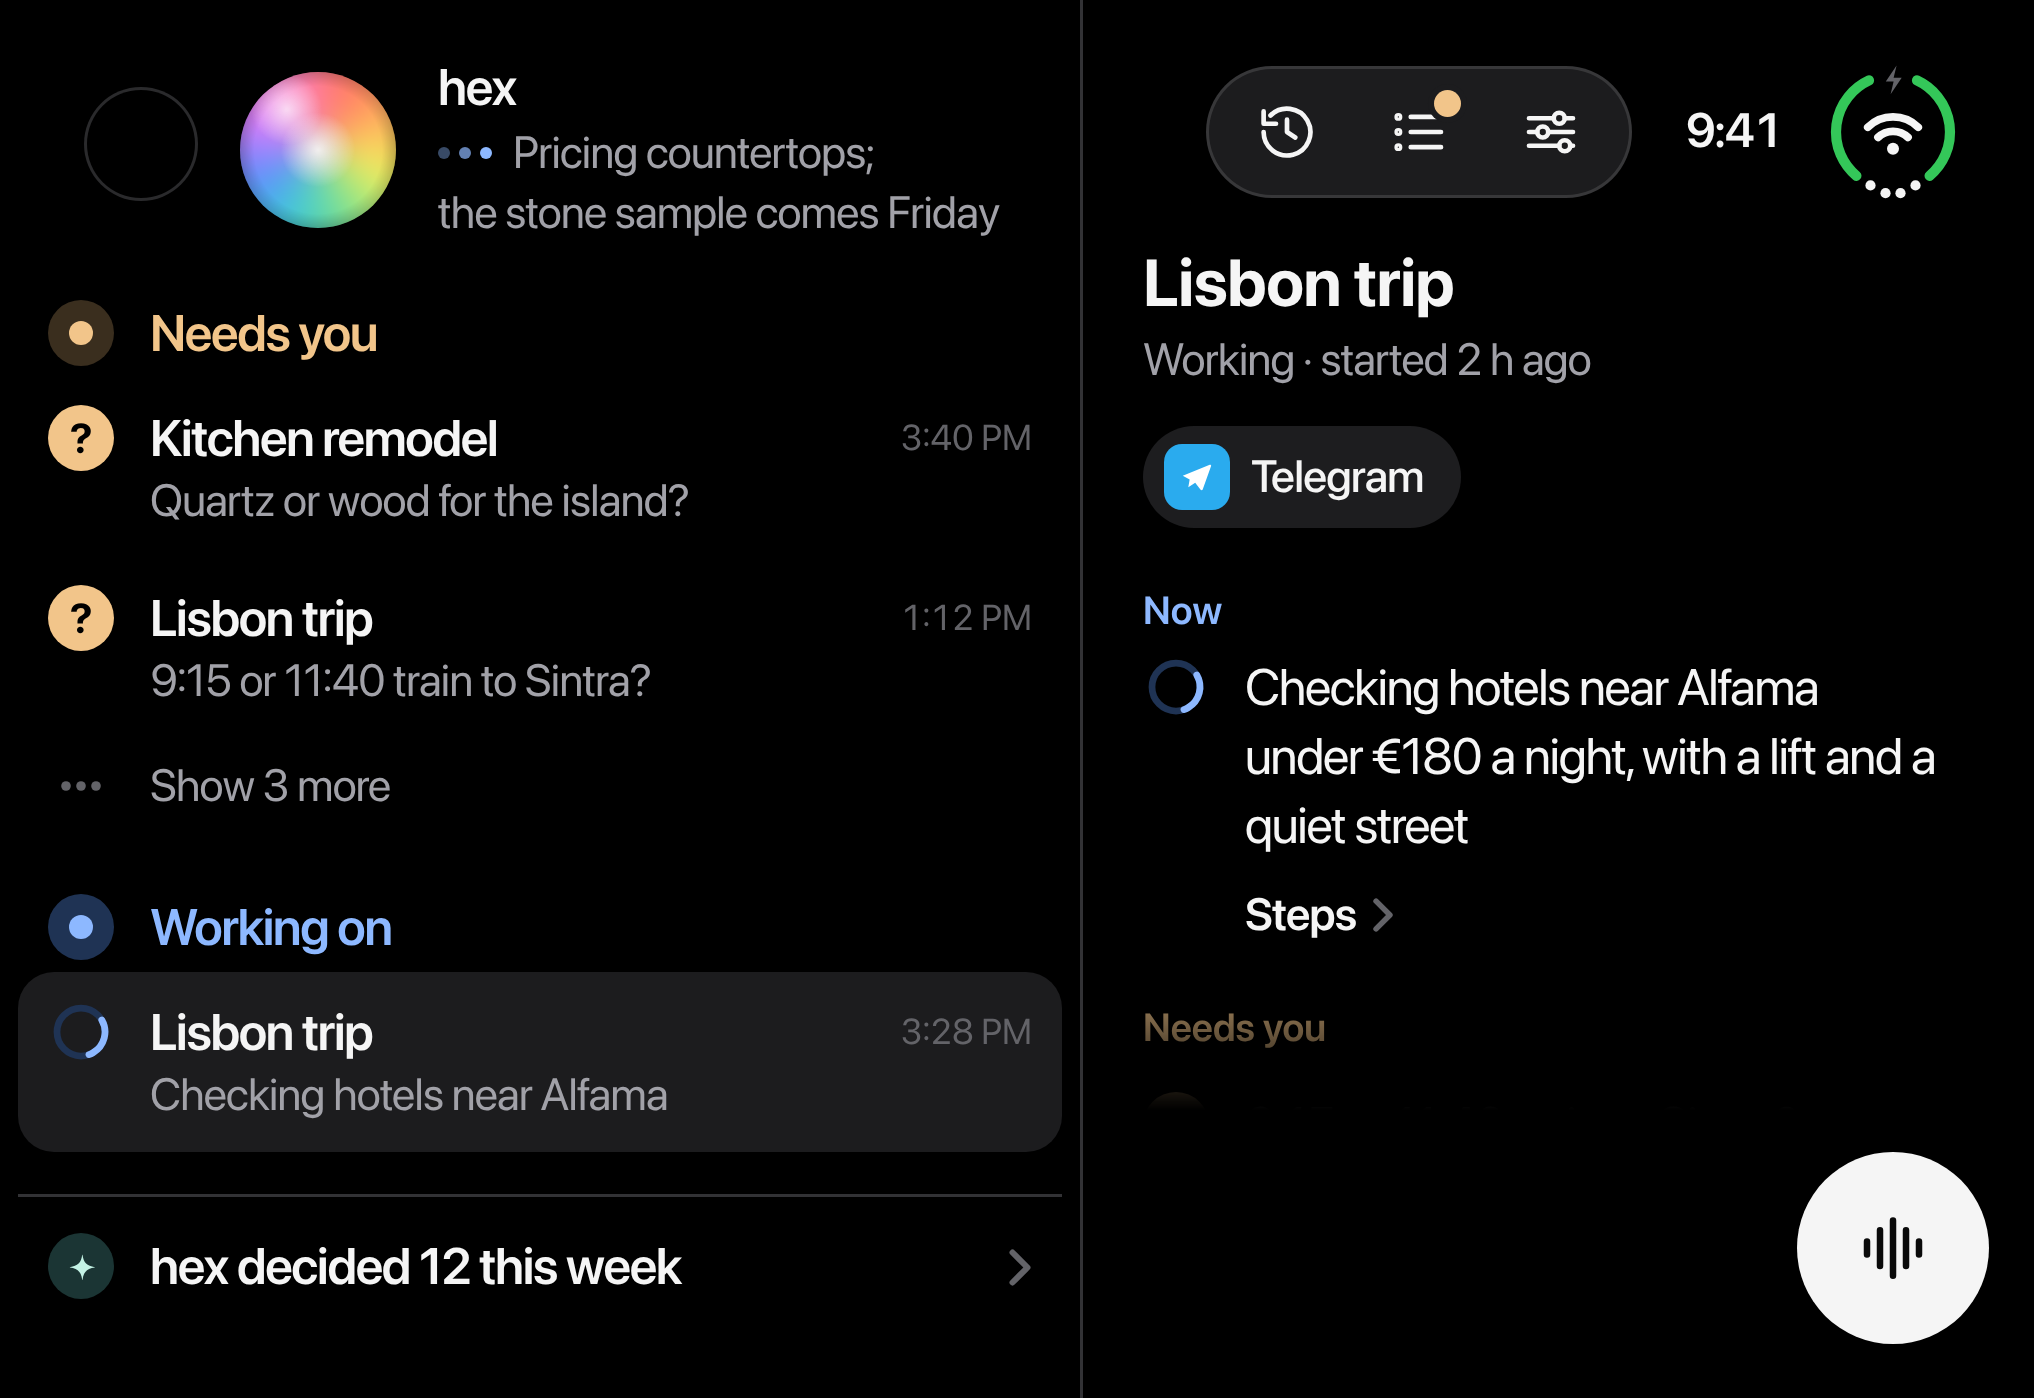 hex
Pricing countertops;
the stone sample comes Friday
Needs you
? Kitchen remodel 3:40 PM
Quartz or wood for the island?
? Lisbon trip 1:12 PM
9:15 or 11:40 train to Sintra?
Show 3 more
Working on
Lisbon trip 3:28 PM
Checking hotels near Alfama
hex decided 12 this week
9:41
Lisbon trip
Working · started 2 h ago
Telegram
Now
Checking hotels near Alfama
under €180 a night, with a lift and a
quiet street
Steps
Needs you